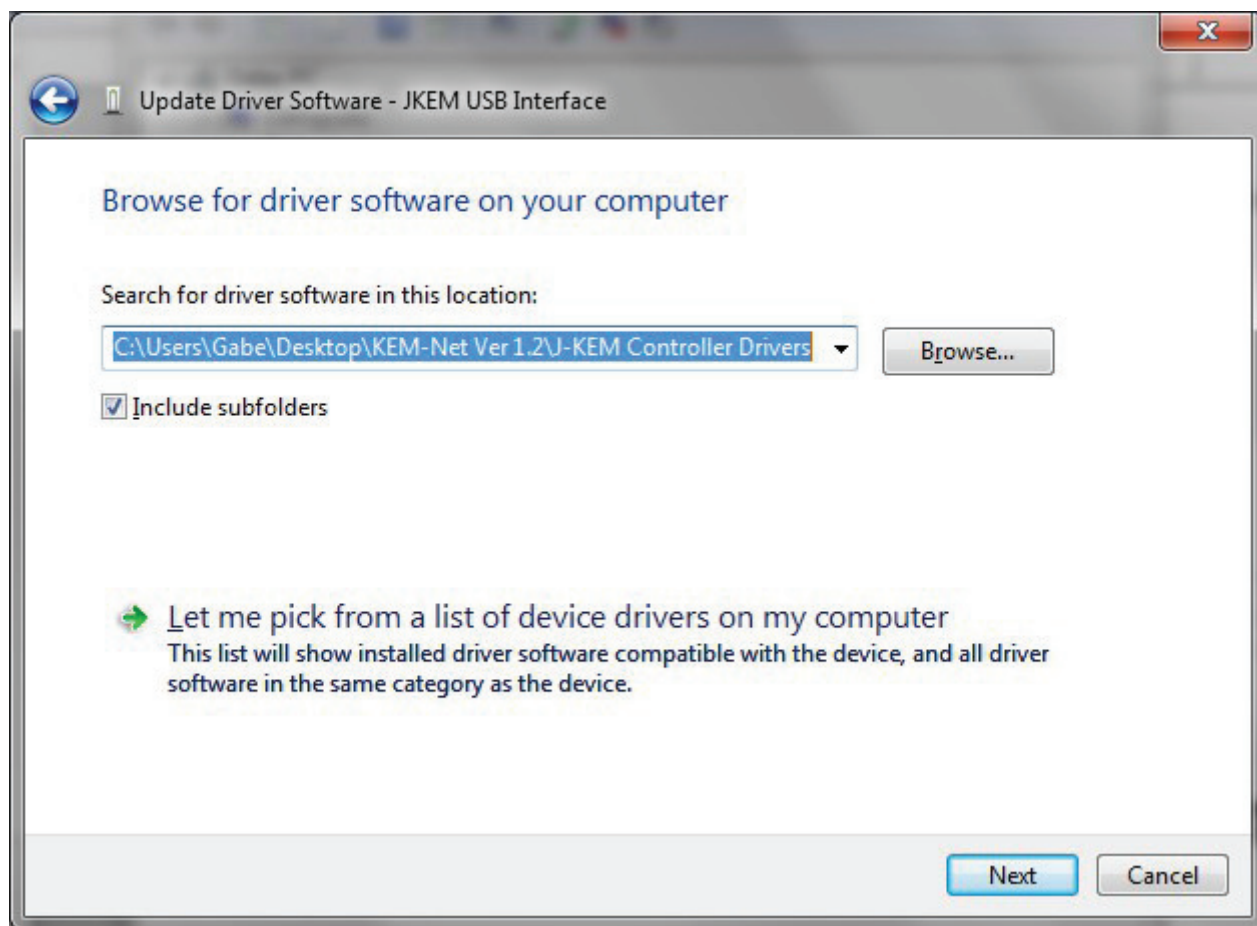 Update Driver Software - JKEM USB Interface
Browse for driver software on your computer
Search for driver software in this location:
C:\Users\Gabe\Desktop\KEM-Net Ver 1.2\J-KEM Controller Drivers
Browse...
Include subfolders
Let me pick from a list of device drivers on my computer
This list will show installed driver software compatible with the device, and all driver
software in the same category as the device.
Next
Cancel